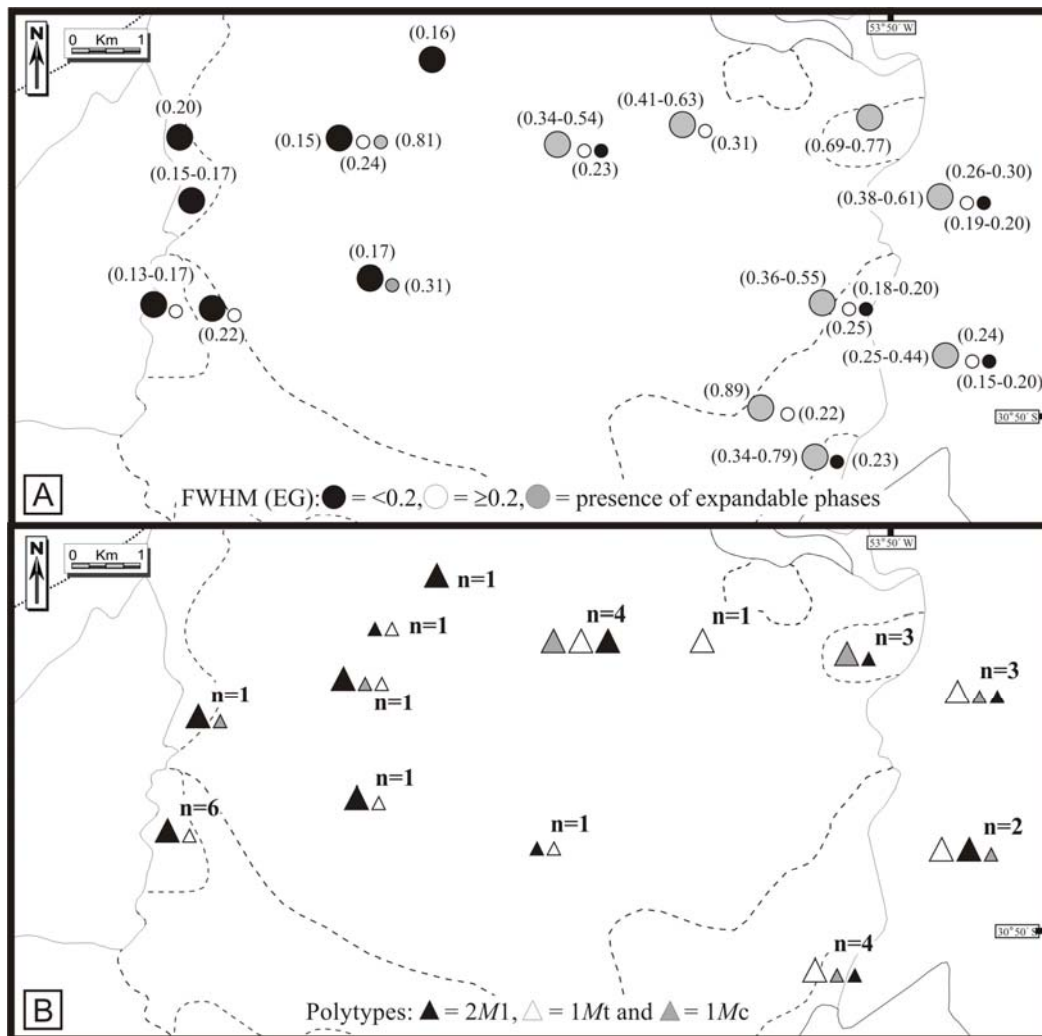 N
0 Km 1
53°50´ W
(0.16)
(0.20)
(0.15) (0.81)
(0.24)
(0.34-0.54)
(0.23)
(0.41-0.63)
(0.31)
(0.69-0.77)
(0.26-0.30)
(0.38-0.61)
(0.19-0.20)
(0.15-0.17)
(0.17)
(0.31)
(0.13-0.17)
(0.22)
(0.36-0.55) (0.18-0.20)
(0.25)
(0.24)
(0.25-0.44)
(0.15-0.20)
(0.89)
(0.22)
30°50´ S
(0.34-0.79) (0.23)
A
FWHM (EG): = <0.2, = ≥0.2, = presence of expandable phases
N
0 Km 1
53°50´ W
n=1
n=1
n=4
n=1
n=3
n=3
n=1
n=1
n=1
n=6
n=1
n=2
30°50´ S
n=4
B
Polytypes: = 2M1, = 1Mt and = 1Mc